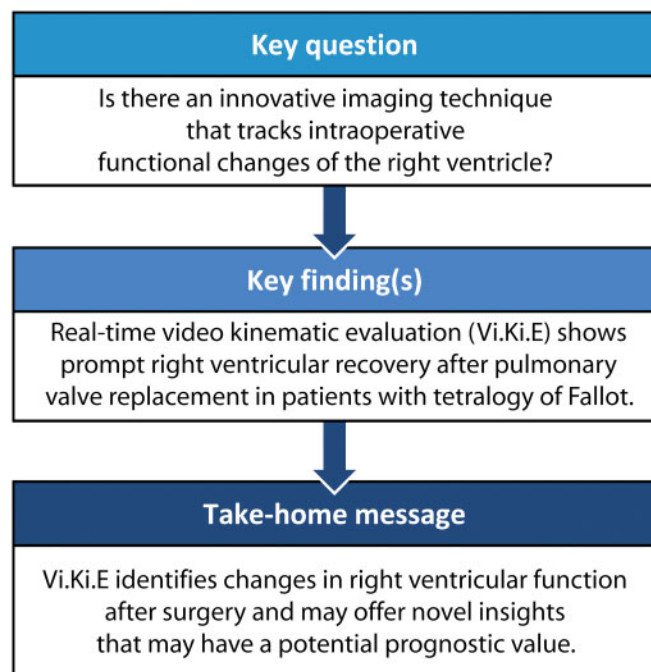 Key question
Is there an innovative imaging technique
that tracks intraoperative
functional changes of the right ventricle?
Key finding(s)
Real-time video kinematic evaluation (Vi.Ki.E) shows
prompt right ventricular recovery after pulmonary
valve replacement in patients with tetralogy of Fallot.
Take-home message
Vi.Ki.E identifies changes in right ventricular function
after surgery and may offer novel insights
that may have a potential prognostic value.